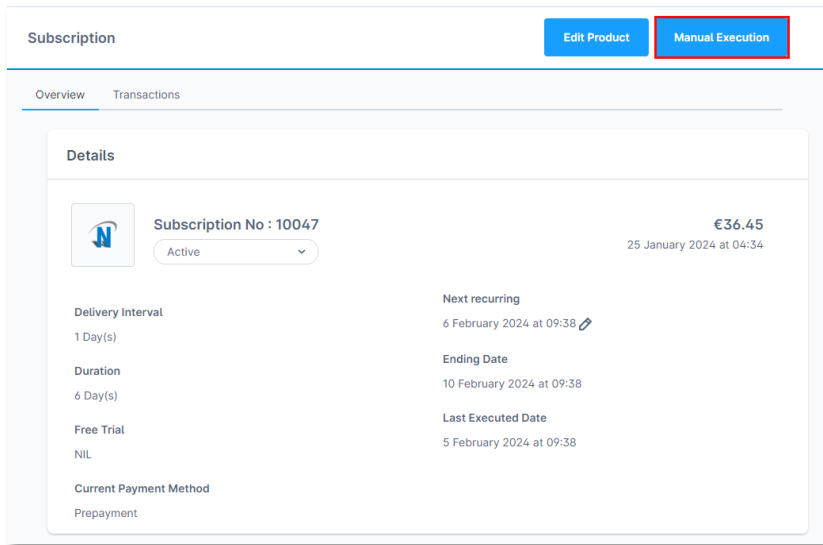 Subscription
Edit Product
Manual Execution
Overview
Transactions
Details
N
Subscription No : 10047
Active
€36.45
25 January 2024 at 04:34
Delivery Interval
1 Day(s)
Duration
6 Day(s)
Free Trial
NIL
Current Payment Method
Prepayment
Next recurring
6 February 2024 at 09:38
Ending Date
10 February 2024 at 09:38
Last Executed Date
5 February 2024 at 09:38